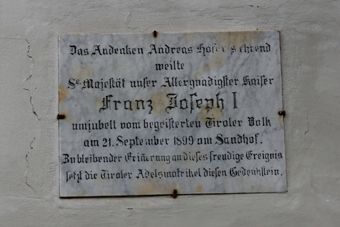 Das Andenken Andreas Hofer's ehrend
weilte
Se Majestät unser Allergnädigster Kaiser
Franz Joseph I
umjubelt vom begeisterten Tiroler Volk
am 21. September 1899 am Sandhof.
Zu bleibender Erinnerung an dieses freudige Ereignis
setzt die Tiroler Adelsmatrikel diesen Gedenkstein.